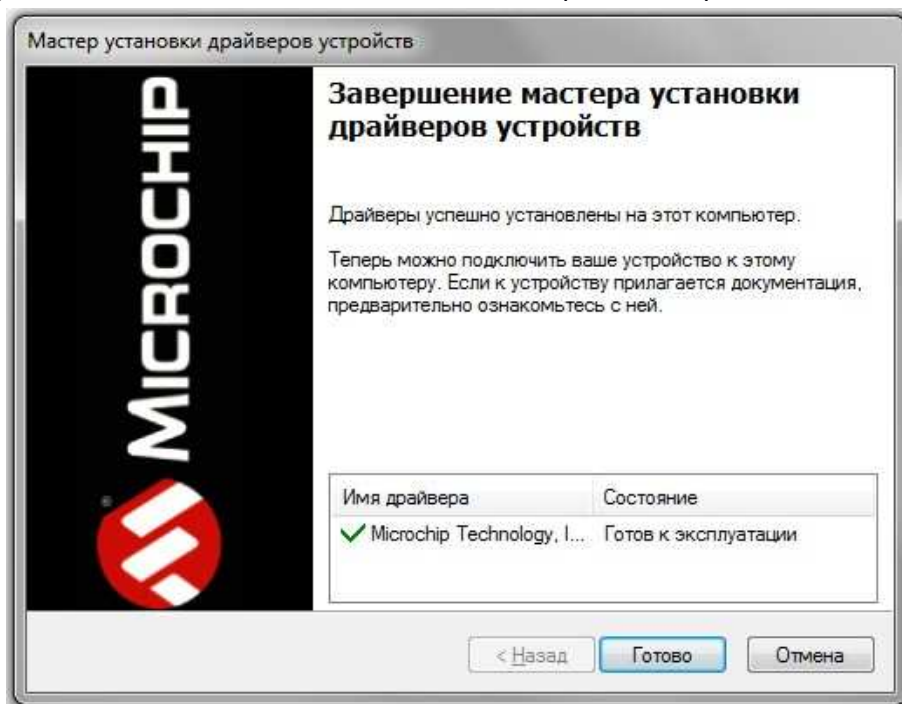 Мастер установки драйверов устройств
MICROCHIP
Завершение мастера установки
драйверов устройств
Драйверы успешно установлены на этот компьютер.
Теперь можно подключить ваше устройство к этому
компьютеру. Если к устройству прилагается документация,
предварительно ознакомьтесь с ней.
Имя драйвера Состояние
Microchip Technology, I... Готов к эксплуатации
< Назад Готово Отмена